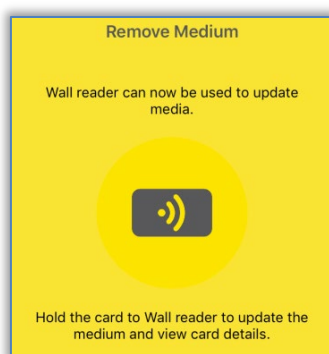 Remove Medium
Wall reader can now be used to update
media.
Hold the card to Wall reader to update the
medium and view card details.